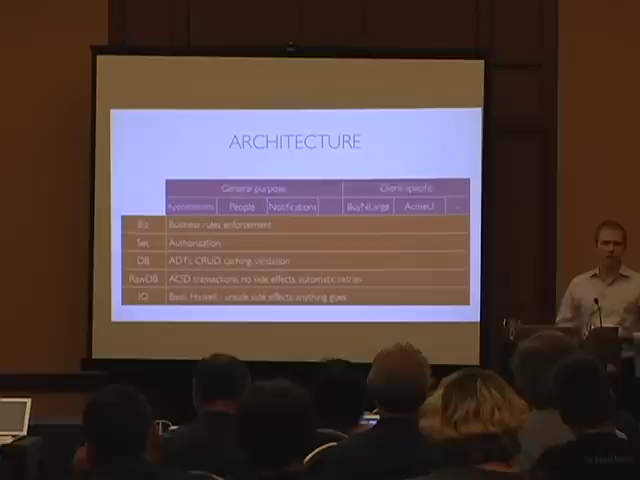 ARCHITECTURE
General purpose Client-specific
Appointments People Notifications BuyNLarge AcmeU ...
Biz Business rules enforcement
Sec Authorization
DB ADTs, CRUD, caching, validation
RawDB ACID transactions, no side effects, automatic retries
IO Basic Haskell - unsafe side effects, anything goes